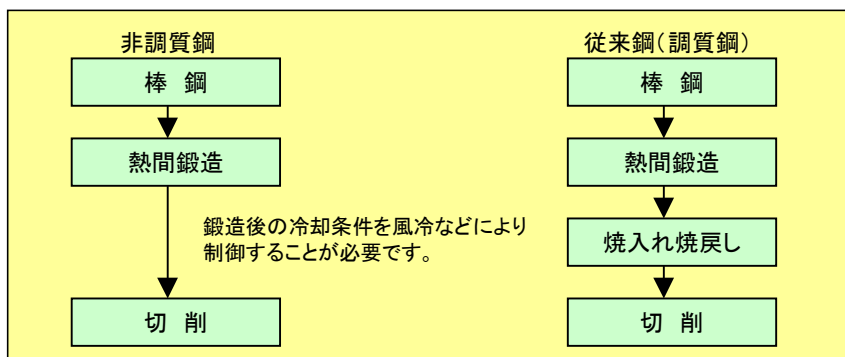 非調質鋼
棒 鋼
熱間鍛造
鍛造後の冷却条件を風冷などにより
制御することが必要です。
切 削
従来鋼(調質鋼)
棒 鋼
熱間鍛造
焼入れ焼戻し
切 削